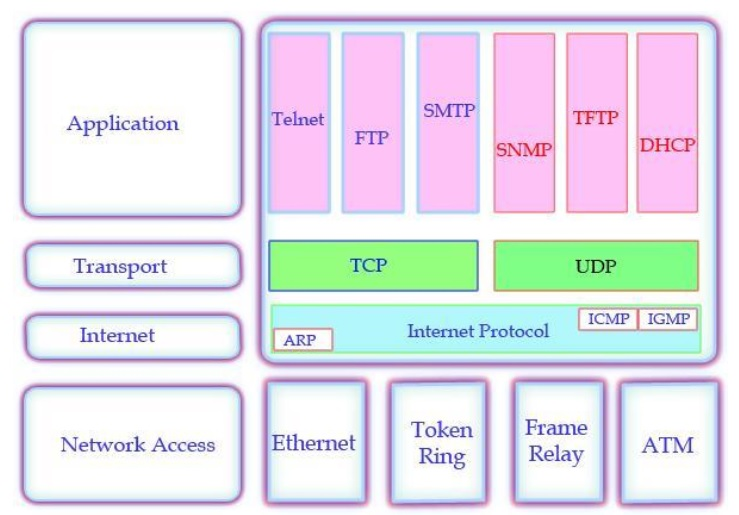 Application
Telnet
FTP
SMTP
SNMP
TFTP
DHCP
Transport
TCP
UDP
Internet
ARP
Internet Protocol
ICMP
IGMP
Network Access
Ethernet
Token
Ring
Frame
Relay
ATM